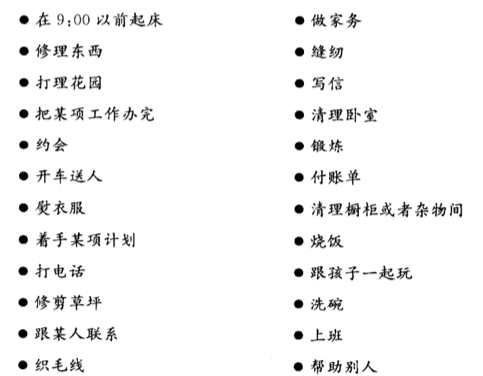 ● 在 9:00 以前起床
● 修理东西
● 打理花园
● 把某项工作办完
● 约会
● 开车送人
● 熨衣服
● 着手某项计划
● 打电话
● 修剪草坪
● 跟某人联系
● 织毛线
● 做家务
● 缝纫
● 写信
● 清理卧室
● 锻炼
● 付账单
● 清理橱柜或者杂物间
● 烧饭
● 跟孩子一起玩
● 洗碗
● 上班
● 帮助别人